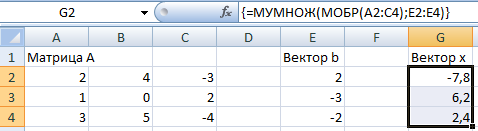 G2 {=МУМНОЖ(МОБР(A2:C4);E2:E4)}
A B C D E F G
1 Матрица А Вектор b Вектор x
2 2 4 -3 2 -7,8
3 1 0 2 -3 6,2
4 3 5 -4 -2 2,4